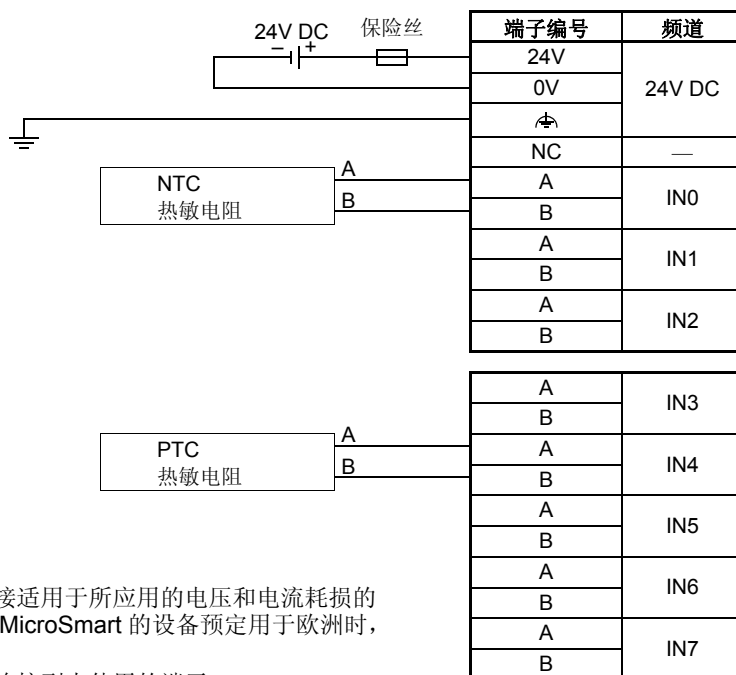 24V DC 保险丝
– +
端子编号 频道
24V
0V 24V DC
NC —
NTC
热敏电阻
A
B
A
B IN0
A
B IN1
A
B IN2
A
B IN3
PTC
热敏电阻
A
B
A
B IN4
A
B IN5
A
B IN6
A
B IN7
接适用于所应用的电压和电流耗损的
MicroSmart 的设备预定用于欧洲时,